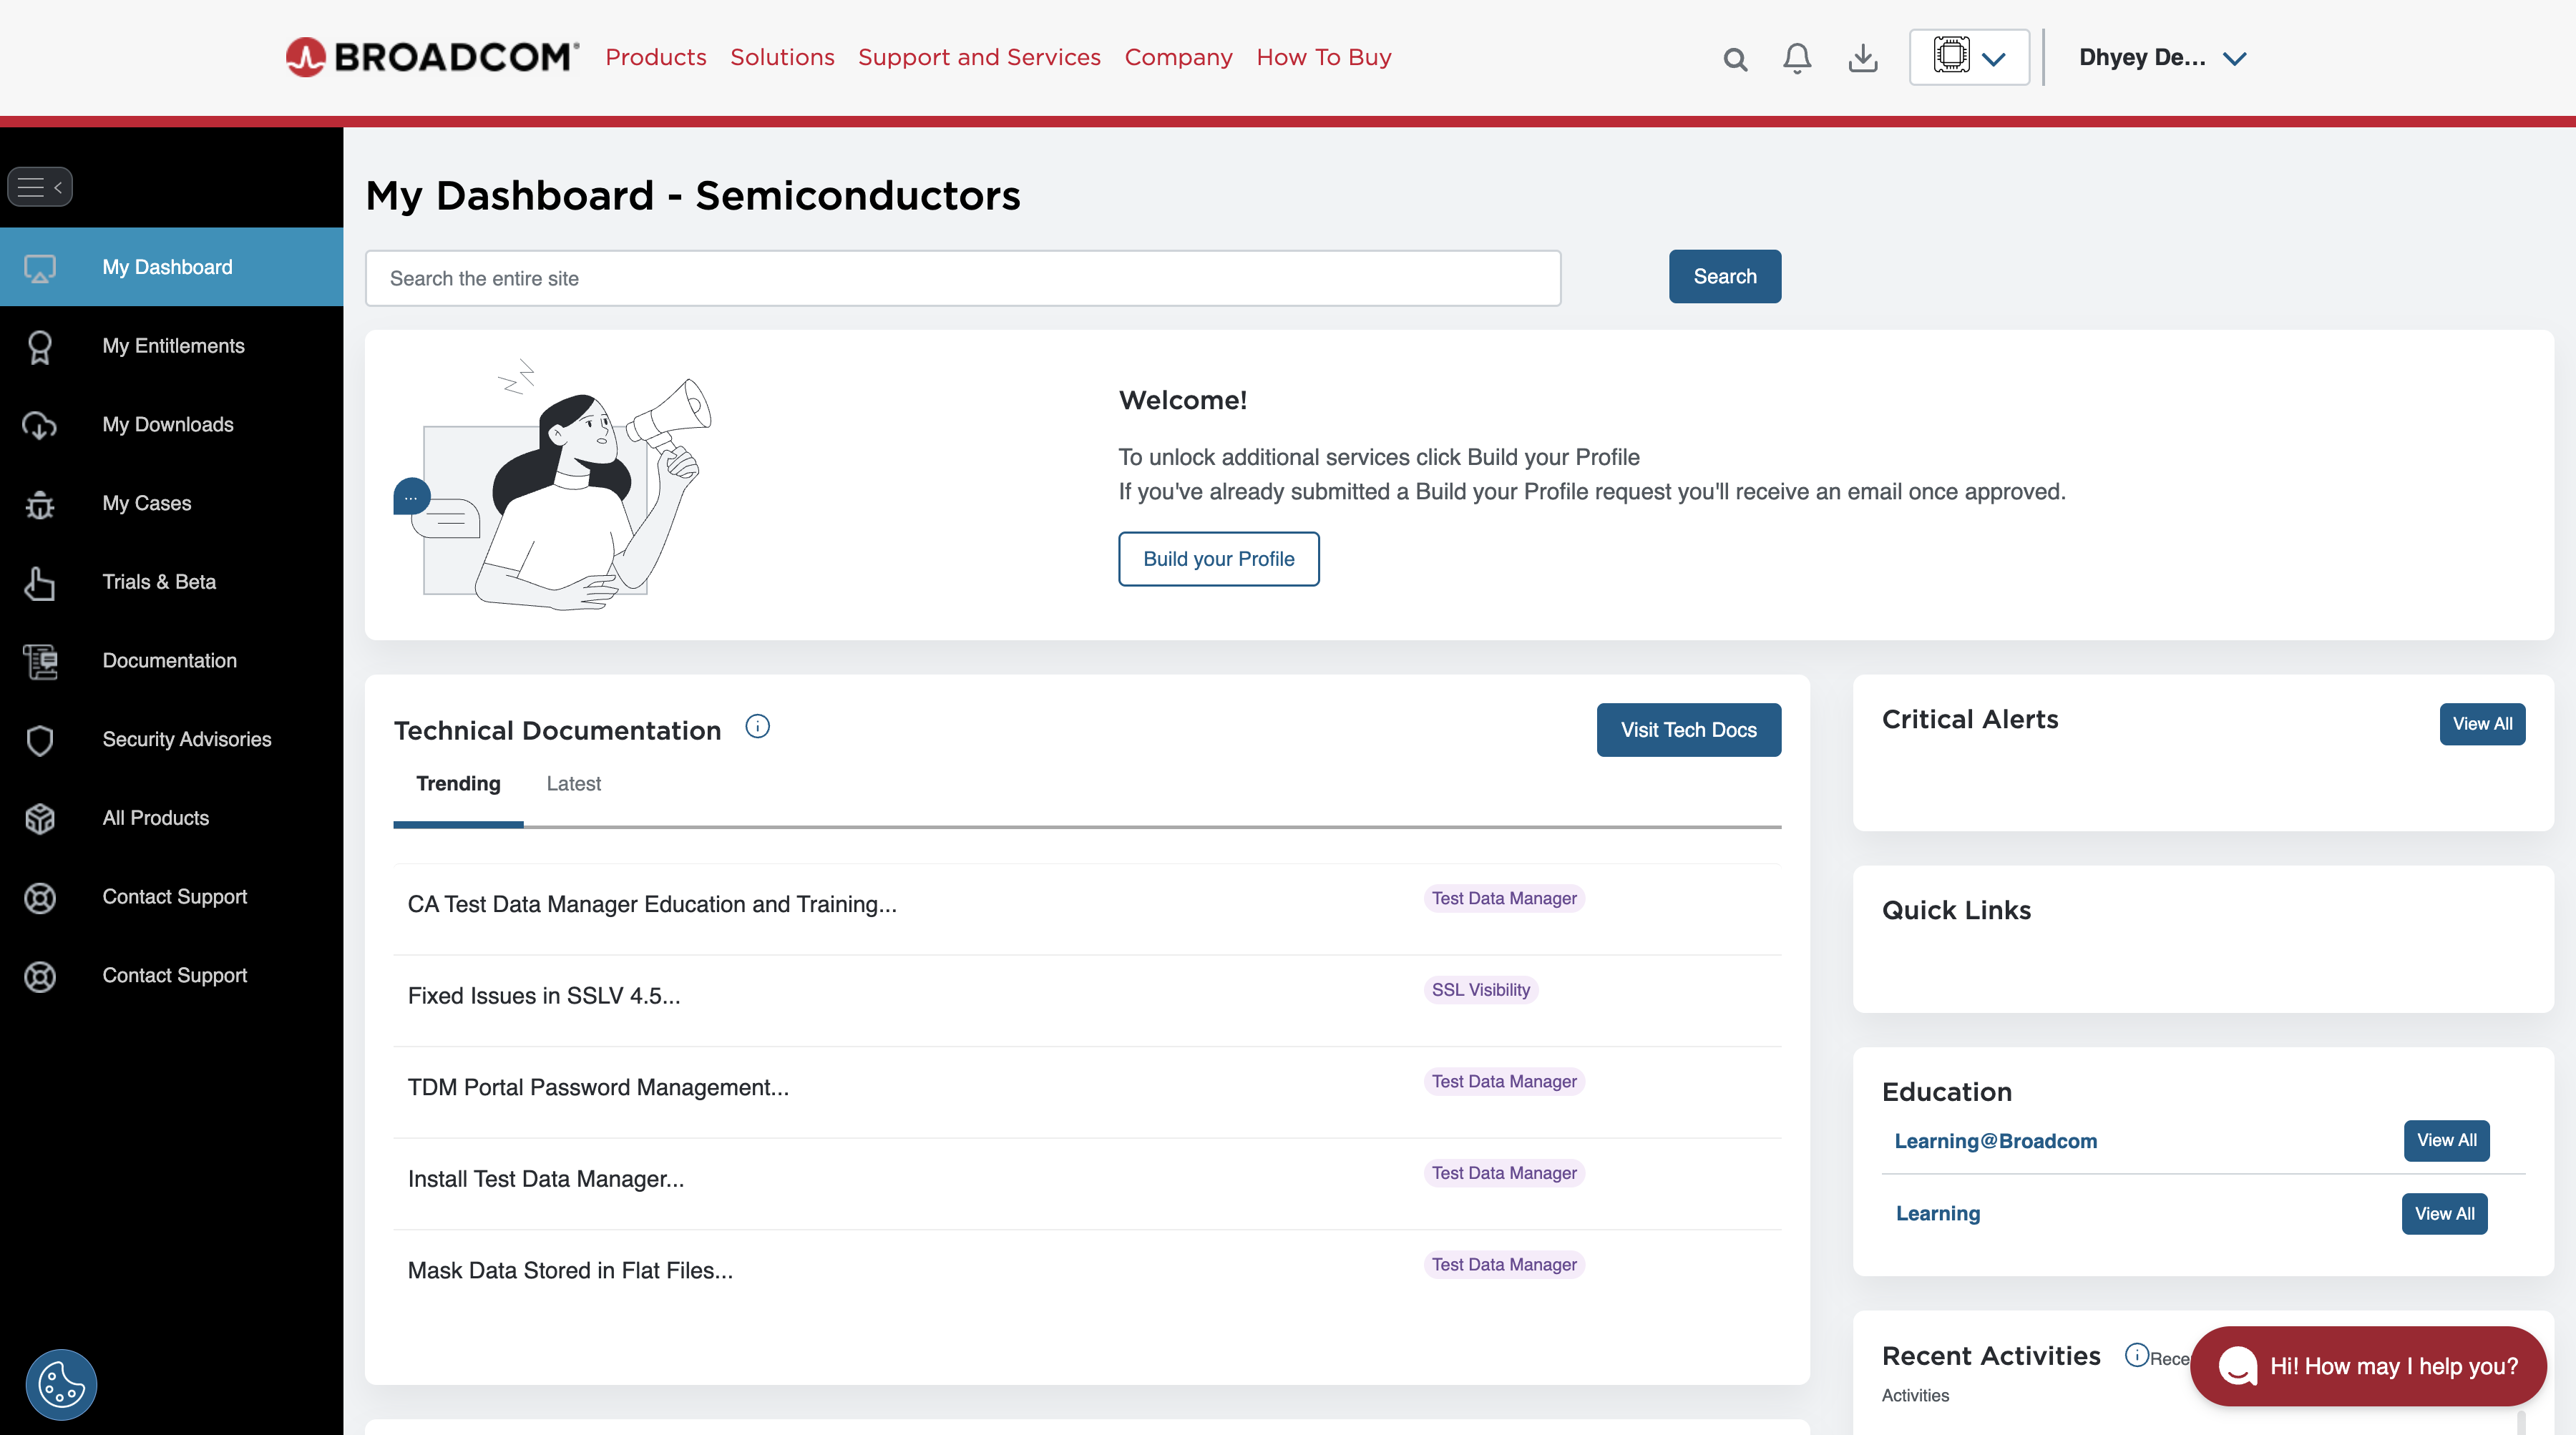 BROADCOM
Products Solutions Support and Services Company How To Buy
Dhyey De...
My Dashboard
My Entitlements
My Downloads
My Cases
Trials & Beta
Documentation
Security Advisories
All Products
Contact Support
Contact Support
My Dashboard - Semiconductors
Search the entire site
Search
Welcome!
To unlock additional services click Build your Profile
If you've already submitted a Build your Profile request you'll receive an email once approved.
Build your Profile
Technical Documentation
Visit Tech Docs
Trending Latest
CA Test Data Manager Education and Training... Test Data Manager
Fixed Issues in SSLV 4.5... SSL Visibility
TDM Portal Password Management... Test Data Manager
Install Test Data Manager... Test Data Manager
Mask Data Stored in Flat Files... Test Data Manager
Critical Alerts
View All
Quick Links
Education
Learning@Broadcom View All
Learning View All
Recent Activities
Activities
Hi! How may I help you?